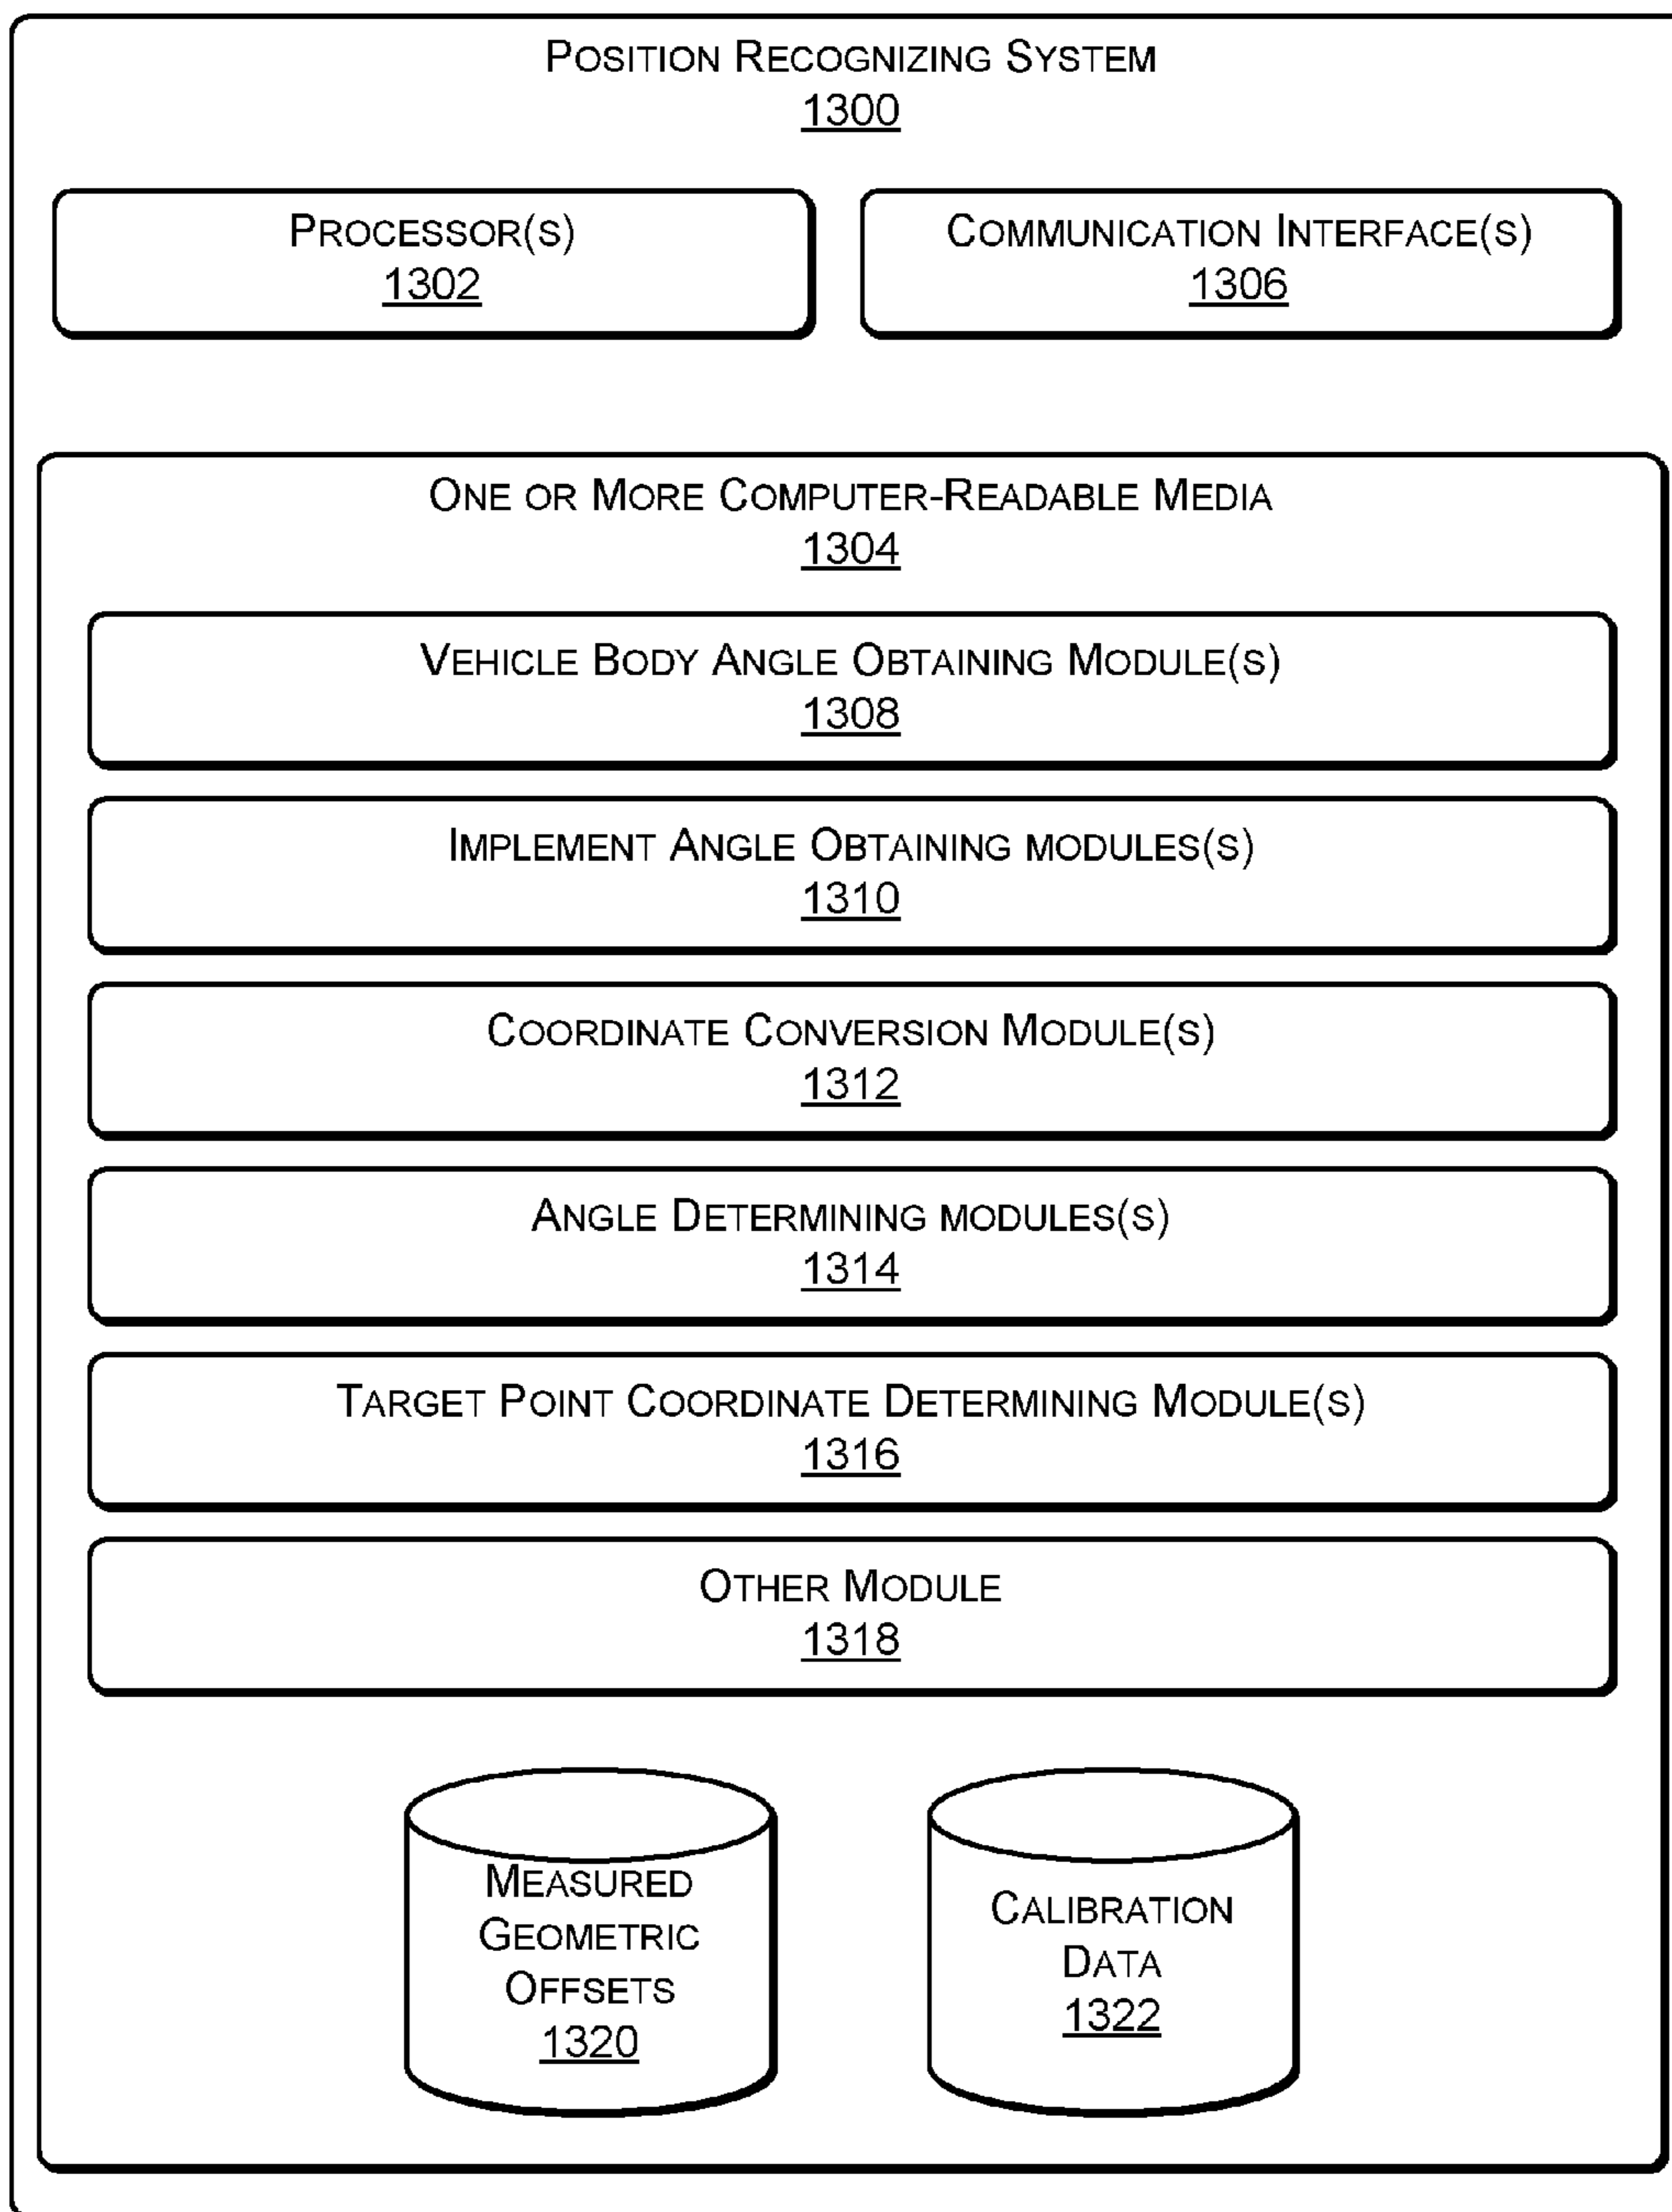 POSITION RECOGNIZING SYSTEM
1300
PROCESSOR(S)
1302
COMMUNICATION INTERFACE(S)
1306
ONE OR MORE COMPUTER-READABLE MEDIA
1304
VEHICLE BODY ANGLE OBTAINING MODULE(S)
1308
IMPLEMENT ANGLE OBTAINING MODULES(S)
1310
COORDINATE CONVERSION MODULE(S)
1312
ANGLE DETERMINING MODULES(S)
1314
TARGET POINT COORDINATE DETERMINING MODULE(S)
1316
OTHER MODULE
1318
MEASURED
GEOMETRIC
OFFSETS
1320
CALIBRATION
DATA
1322